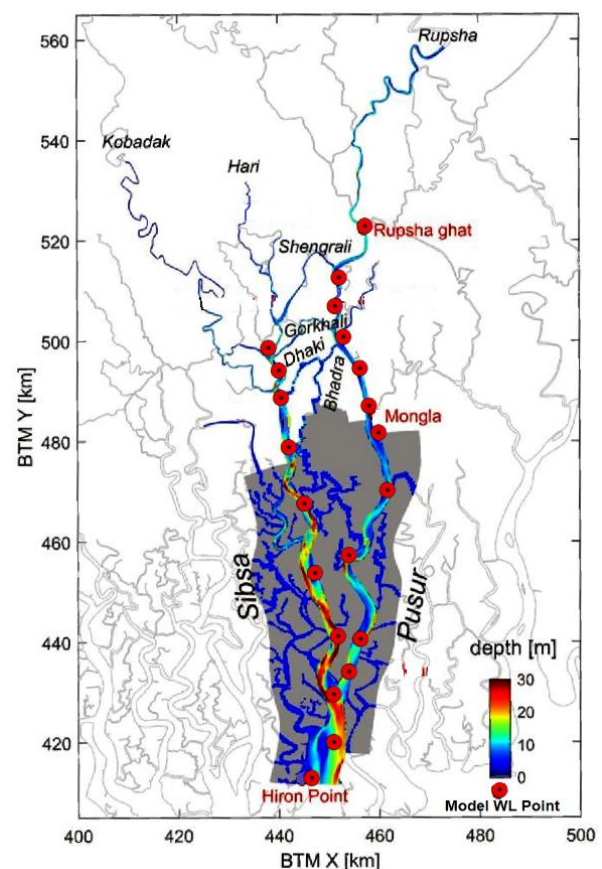 560
540
520
500
480
460
440
420
BTM Y [km]
Rupsha
Kobadak
Hari
Rupsha ghat
Shengrali
Gorkhali
Dhaki
Bhadra
Mongla
Sibsa
Pusur
depth [m]
30
20
10
0
Model WL Point
Hiron Point
400
420
440
460
480
500
BTM X [km]